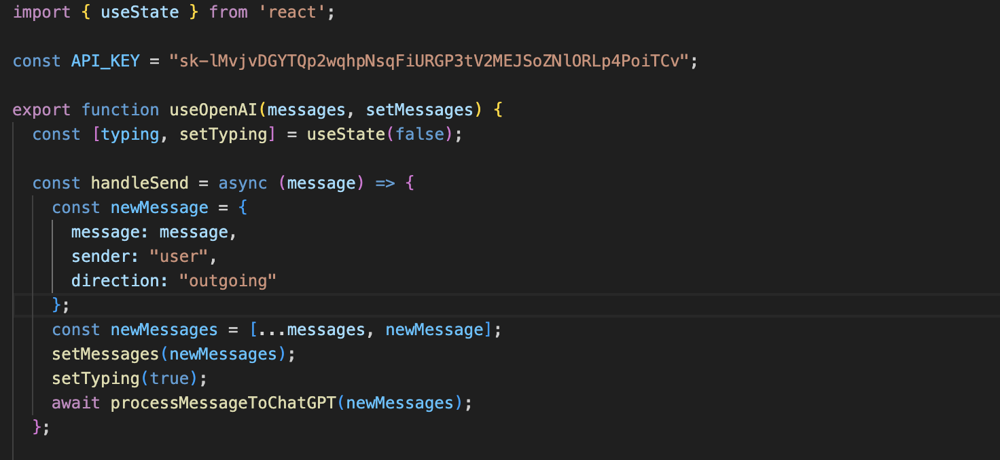 import { useState } from 'react';
const API_KEY = "sk-lMvjvDGYTQp2wqhpNsqFiURGP3tV2MEJSoZNlORLp4PoiTCv";
export function useOpenAI(messages, setMessages) {
const [typing, setTyping] = useState(false);
const handleSend = async (message) => {
const newMessage = {
message: message,
sender: "user",
direction: "outgoing"
};
const newMessages = [...messages, newMessage];
setMessages(newMessages);
setTyping(true);
await processMessageToChatGPT(newMessages);
};